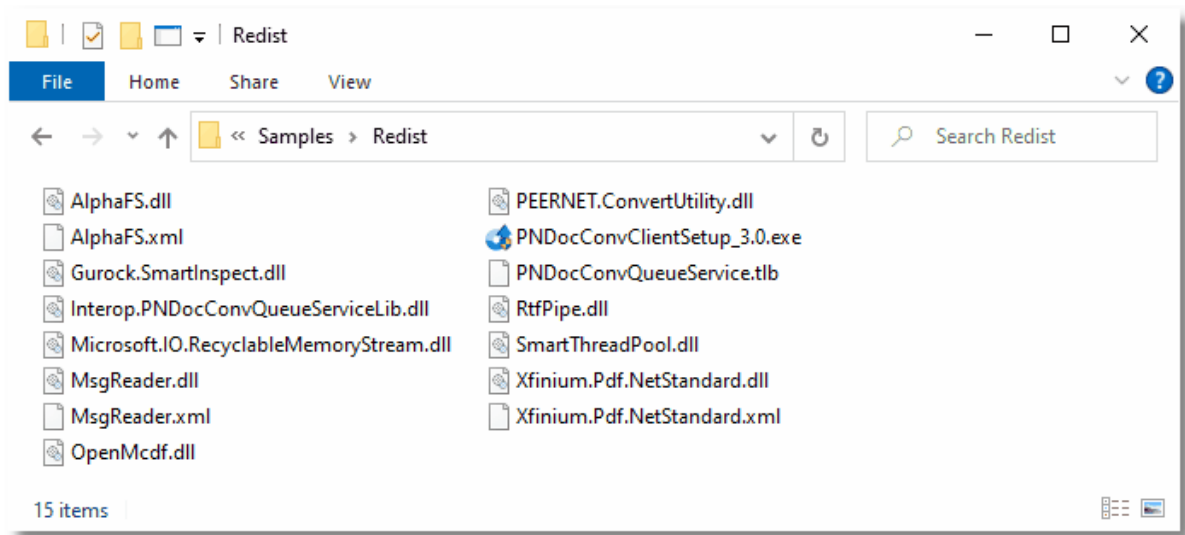 Redist
File Home Share View
« Samples > Redist Search Redist
AlphaFS.dll
AlphaFS.xml
Gurock.SmartInspect.dll
Interop.PNDocConvQueueServiceLib.dll
Microsoft.IO.RecyclableMemoryStream.dll
MsgReader.dll
MsgReader.xml
OpenMcdf.dll
PEERNET.ConvertUtility.dll
PNDocConvClientSetup_3.0.exe
PNDocConvQueueService.tlb
RtfPipe.dll
SmartThreadPool.dll
Xfinium.Pdf.NetStandard.dll
Xfinium.Pdf.NetStandard.xml
15 items